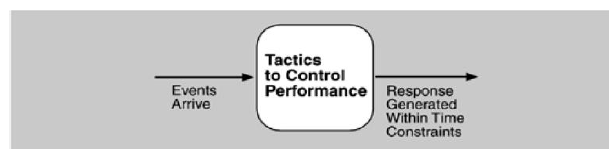 Events
Arrive
Tactics
to Control
Performance
Response
Generated
Within Time
Constraints